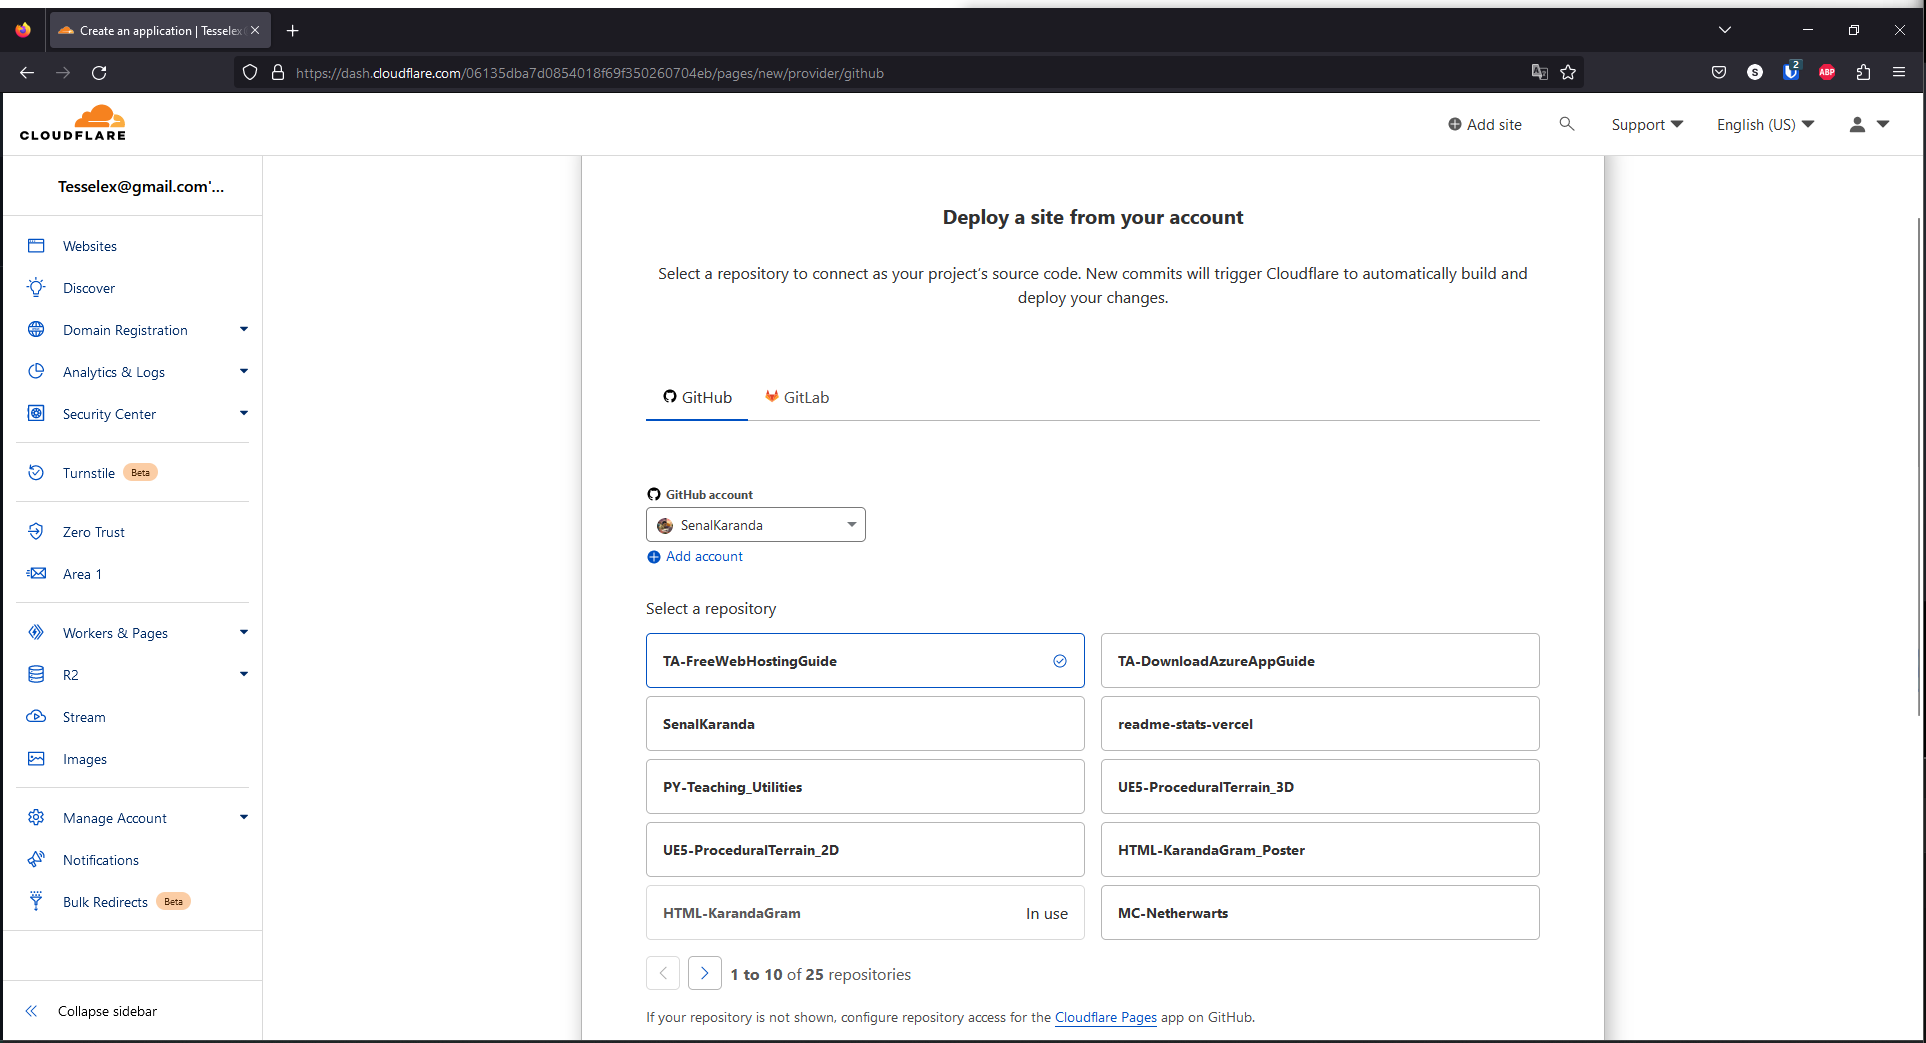 Create an application | Tesselex
https://dash.cloudflare.com/06135dba7d0854018f69f350260704eb/pages/new/provider/github
S
2
ABP
CLOUDFLARE
Add site
Support
English (US)
Tesselex@gmail.com'...
Websites
Discover
Domain Registration
Analytics & Logs
Security Center
Turnstile Beta
Zero Trust
Area 1
Workers & Pages
R2
Stream
Images
Manage Account
Notifications
Bulk Redirects Beta
Collapse sidebar
Deploy a site from your account
Select a repository to connect as your project's source code. New commits will trigger Cloudflare to automatically build and
deploy your changes.
GitHub
GitLab
GitHub account
SenalKaranda
Add account
Select a repository
TA-FreeWebHostingGuide
TA-DownloadAzureAppGuide
SenalKaranda
readme-stats-vercel
PY-Teaching_Utilities
UE5-ProceduralTerrain_3D
UE5-ProceduralTerrain_2D
HTML-KarandaGram_Poster
HTML-KarandaGram In use
MC-Netherwarts
1 to 10 of 25 repositories
If your repository is not shown, configure repository access for the Cloudflare Pages app on GitHub.